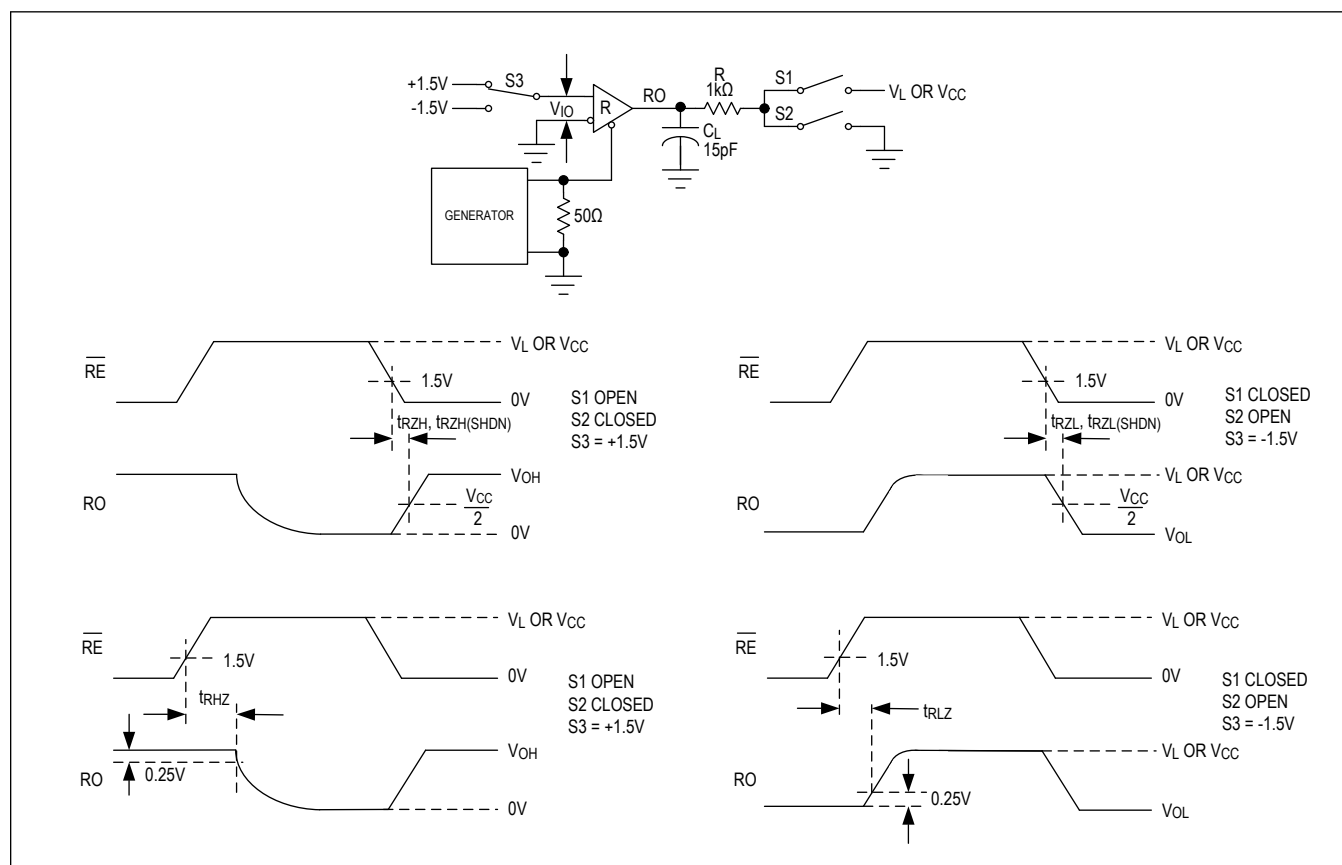 +1.5V
S3
-1.5V
VIO
R
RO
R
1kΩ
CL
15pF
S1
VL OR VCC
S2
GENERATOR
50Ω
RE
VL OR VCC
1.5V
0V
S1 OPEN
S2 CLOSED
S3 = +1.5V
tRZH, tRZH(SHDN)
RO
VOH
VCC
2
0V
RE
VL OR VCC
1.5V
0V
S1 CLOSED
S2 OPEN
S3 = -1.5V
tRZL, tRZL(SHDN)
RO
VL OR VCC
VCC
2
VOL
RE
VL OR VCC
1.5V
0V
S1 OPEN
S2 CLOSED
S3 = +1.5V
tRHZ
RO
0.25V
VOH
0V
RE
VL OR VCC
1.5V
0V
S1 CLOSED
S2 OPEN
S3 = -1.5V
tRLZ
RO
VL OR VCC
0.25V
VOL